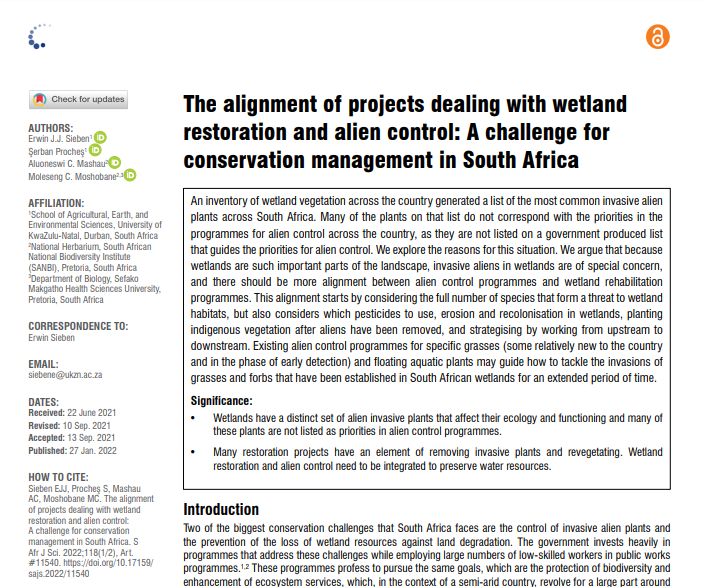 Check for updates
AUTHORS:
Erwin J.J. Sieben¹
Şerban Procheş¹
Aluoneswi C. Mashau²
Moleseng C. Moshobane²,³
AFFILIATION:
¹School of Agricultural, Earth, and
Environmental Sciences, University of
KwaZulu-Natal, Durban, South Africa
²National Herbarium, South African
National Biodiversity Institute
(SANBI), Pretoria, South Africa
³Department of Biology, Sefako
Makgatho Health Sciences University,
Pretoria, South Africa
CORRESPONDENCE TO:
Erwin Sieben
EMAIL:
siebene@ukzn.ac.za
DATES:
Received: 22 June 2021
Revised: 10 Sep. 2021
Accepted: 13 Sep. 2021
Published: 27 Jan. 2022
HOW TO CITE:
Sieben EJJ, Procheş S, Mashau
AC, Moshobane MC. The alignment
of projects dealing with wetland
restoration and alien control:
A challenge for conservation
management in South Africa. S
Afr J Sci. 2022;118(1/2), Art.
#11540. https://doi.org/10.17159/
sajs.2022/11540
The alignment of projects dealing with wetland
restoration and alien control: A challenge for
conservation management in South Africa
An inventory of wetland vegetation across the country generated a list of the most common invasive alien
plants across South Africa. Many of the plants on that list do not correspond with the priorities in the
programmes for alien control across the country, as they are not listed on a government produced list
that guides the priorities for alien control. We explore the reasons for this situation. We argue that because
wetlands are such important parts of the landscape, invasive aliens in wetlands are of special concern,
and there should be more alignment between alien control programmes and wetland rehabilitation
programmes. This alignment starts by considering the full number of species that form a threat to wetland
habitats, but also considers which pesticides to use, erosion and recolonisation in wetlands, planting
indigenous vegetation after aliens have been removed, and strategising by working from upstream to
downstream. Existing alien control programmes for specific grasses (some relatively new to the country
and in the phase of early detection) and floating aquatic plants may guide how to tackle the invasions of
grasses and forbs that have been established in South African wetlands for an extended period of time.
Significance:
• Wetlands have a distinct set of alien invasive plants that affect their ecology and functioning and many of
these plants are not listed as priorities in alien control programmes.
• Many restoration projects have an element of removing invasive plants and revegetating. Wetland
restoration and alien control need to be integrated to preserve water resources.
Introduction
Two of the biggest conservation challenges that South Africa faces are the control of invasive alien plants and
the prevention of the loss of wetland resources against land degradation. The government invests heavily in
programmes that address these challenges while employing large numbers of low-skilled workers in public works
programmes.¹,² These programmes profess to pursue the same goals, which are the protection of biodiversity and
enhancement of ecosystem services, which, in the context of a semi-arid country, revolve for a large part around